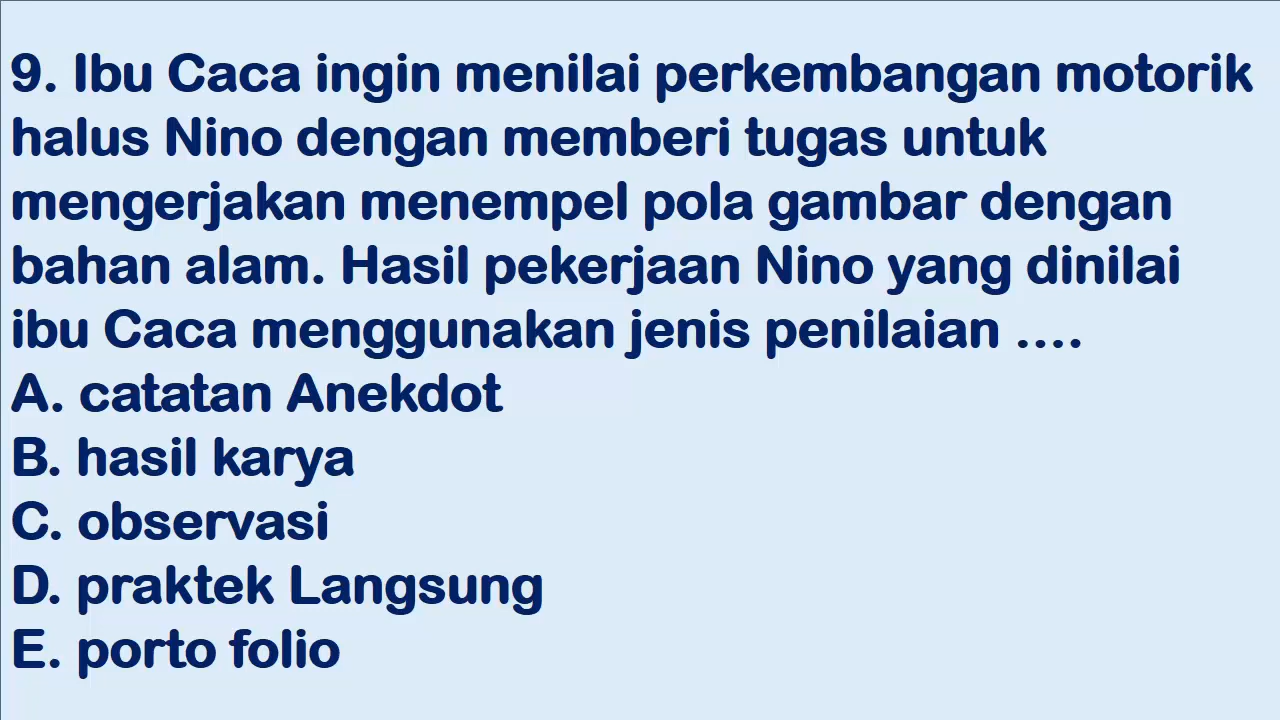 9. Ibu Caca ingin menilai perkembangan motorik
halus Nino dengan memberi tugas untuk
mengerjakan menempel pola gambar dengan
bahan alam. Hasil pekerjaan Nino yang dinilai
ibu Caca menggunakan jenis penilaian ....
A. catatan Anekdot
B. hasil karya
C. observasi
D. praktek Langsung
E. porto folio